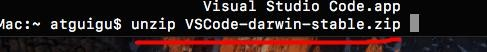 Visual Studio Code.app
Mac:~ atguigu$ unzip VSCode-darwin-stable.zip